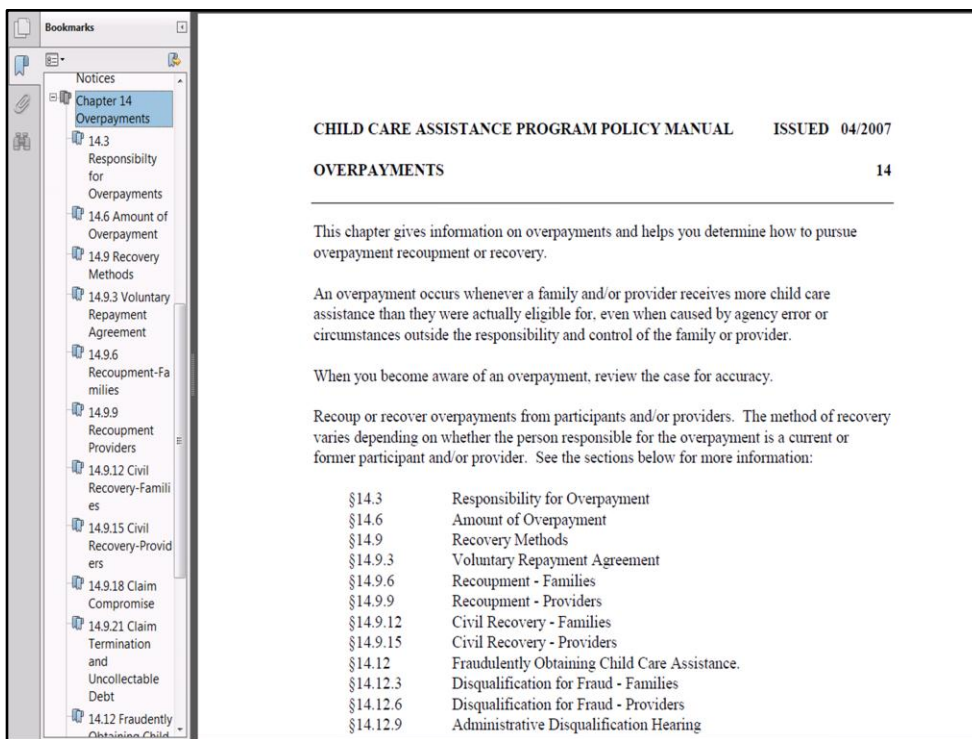 Bookmarks
Notices
Chapter 14
Overpayments
14.3
Responsibilty
for
Overpayments
14.6 Amount of
Overpayment
14.9 Recovery
Methods
14.9.3 Voluntary
Repayment
Agreement
14.9.6
Recoupment-Fa
milies
14.9.9
Recoupment
Providers
14.9.12 Civil
Recovery-Famili
es
14.9.15 Civil
Recovery-Provid
ers
14.9.18 Claim
Compromise
14.9.21 Claim
Termination
and
Uncollectable
Debt
14.12 Fraudently
Obtaining Child
CHILD CARE ASSISTANCE PROGRAM POLICY MANUAL ISSUED 04/2007
OVERPAYMENTS 14
This chapter gives information on overpayments and helps you determine how to pursue
overpayment recoupment or recovery.
An overpayment occurs whenever a family and/or provider receives more child care
assistance than they were actually eligible for, even when caused by agency error or
circumstances outside the responsibility and control of the family or provider.
When you become aware of an overpayment, review the case for accuracy.
Recoup or recover overpayments from participants and/or providers. The method of recovery
varies depending on whether the person responsible for the overpayment is a current or
former participant and/or provider. See the sections below for more information:
§14.3 Responsibility for Overpayment
§14.6 Amount of Overpayment
§14.9 Recovery Methods
§14.9.3 Voluntary Repayment Agreement
§14.9.6 Recoupment - Families
§14.9.9 Recoupment - Providers
§14.9.12 Civil Recovery - Families
§14.9.15 Civil Recovery - Providers
§14.12 Fraudulently Obtaining Child Care Assistance.
§14.12.3 Disqualification for Fraud - Families
§14.12.6 Disqualification for Fraud - Providers
§14.12.9 Administrative Disqualification Hearing